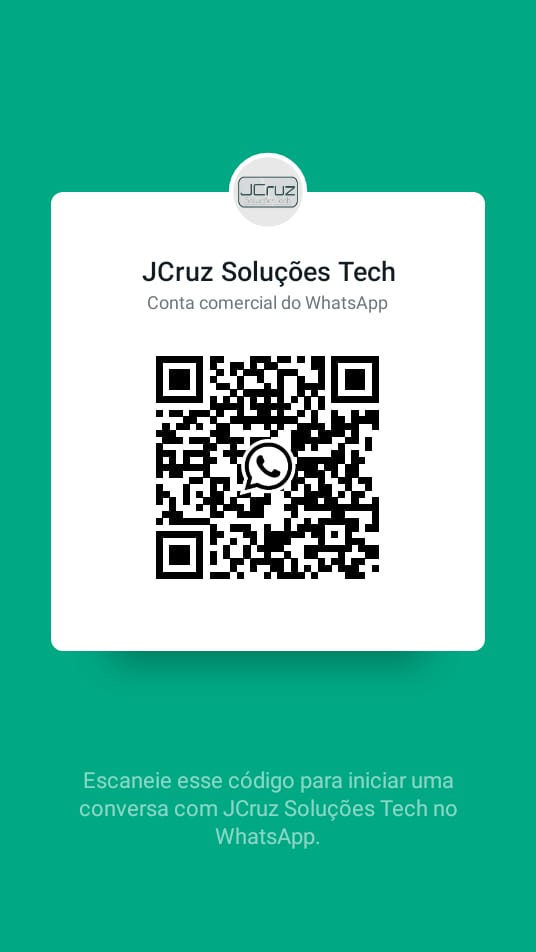 JCruz
Soluções Tech
JCruz Soluções Tech
Conta comercial do WhatsApp
Escaneie esse código para iniciar uma
conversa com JCruz Soluções Tech no
WhatsApp.